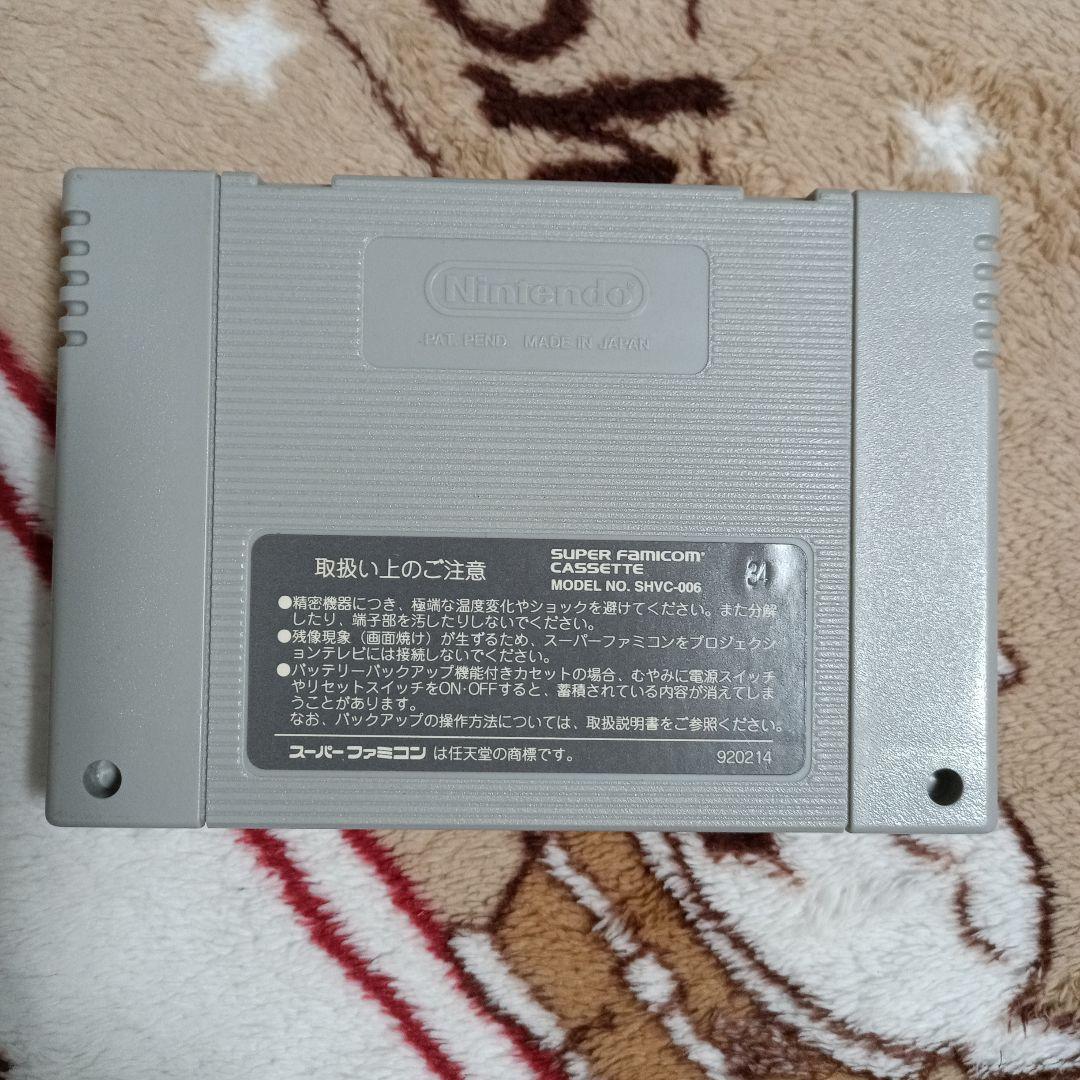 Nintendo®
PAT. PEND. MADE IN JAPAN
取扱い上のご注意
SUPER FAMICOM®
CASSETTE
MODEL NO. SHVC-006
34
●精密機器につき、極端な温度変化やショックを避けてください。また分解
したり、端子部を汚したりしないでください。
●残像現象（画面焼け）が生ずるため、スーパーファミコンをプロジェクシ
ョンテレビには接続しないでください。
●バッテリーバックアップ機能付きカセットの場合、むやみに電源スイッチ
やリセットスイッチをON·OFFすると、蓄積されている内容が消えてしま
うことがあります。
なお、バックアップの操作方法については、取扱説明書をご参照ください。
スーパーファミコン は任天堂の商標です。
920214